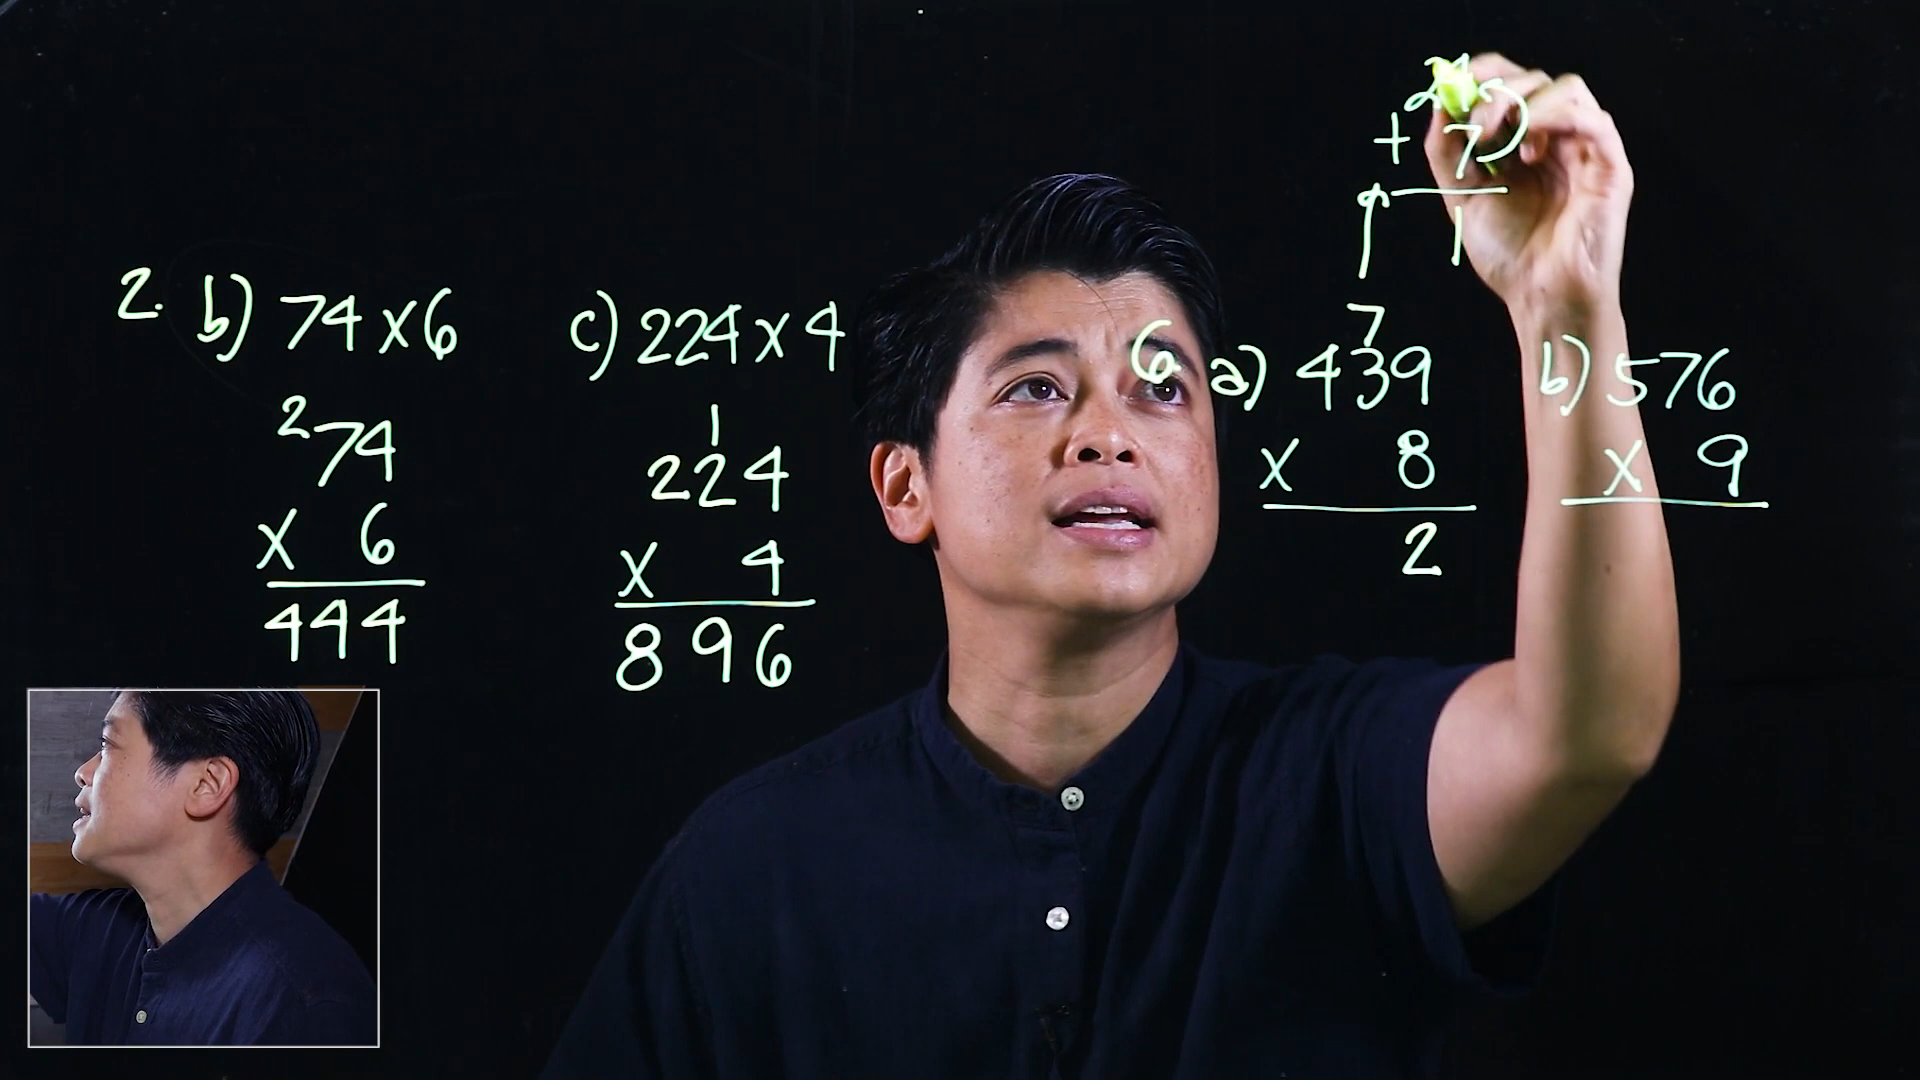 24
+ 7
1
2. b) 74 x 6
2
74
x 6
444
c) 224 x 4
1
224
x 4
896
6. a) 439
7
x 8
2
b) 576
x 9